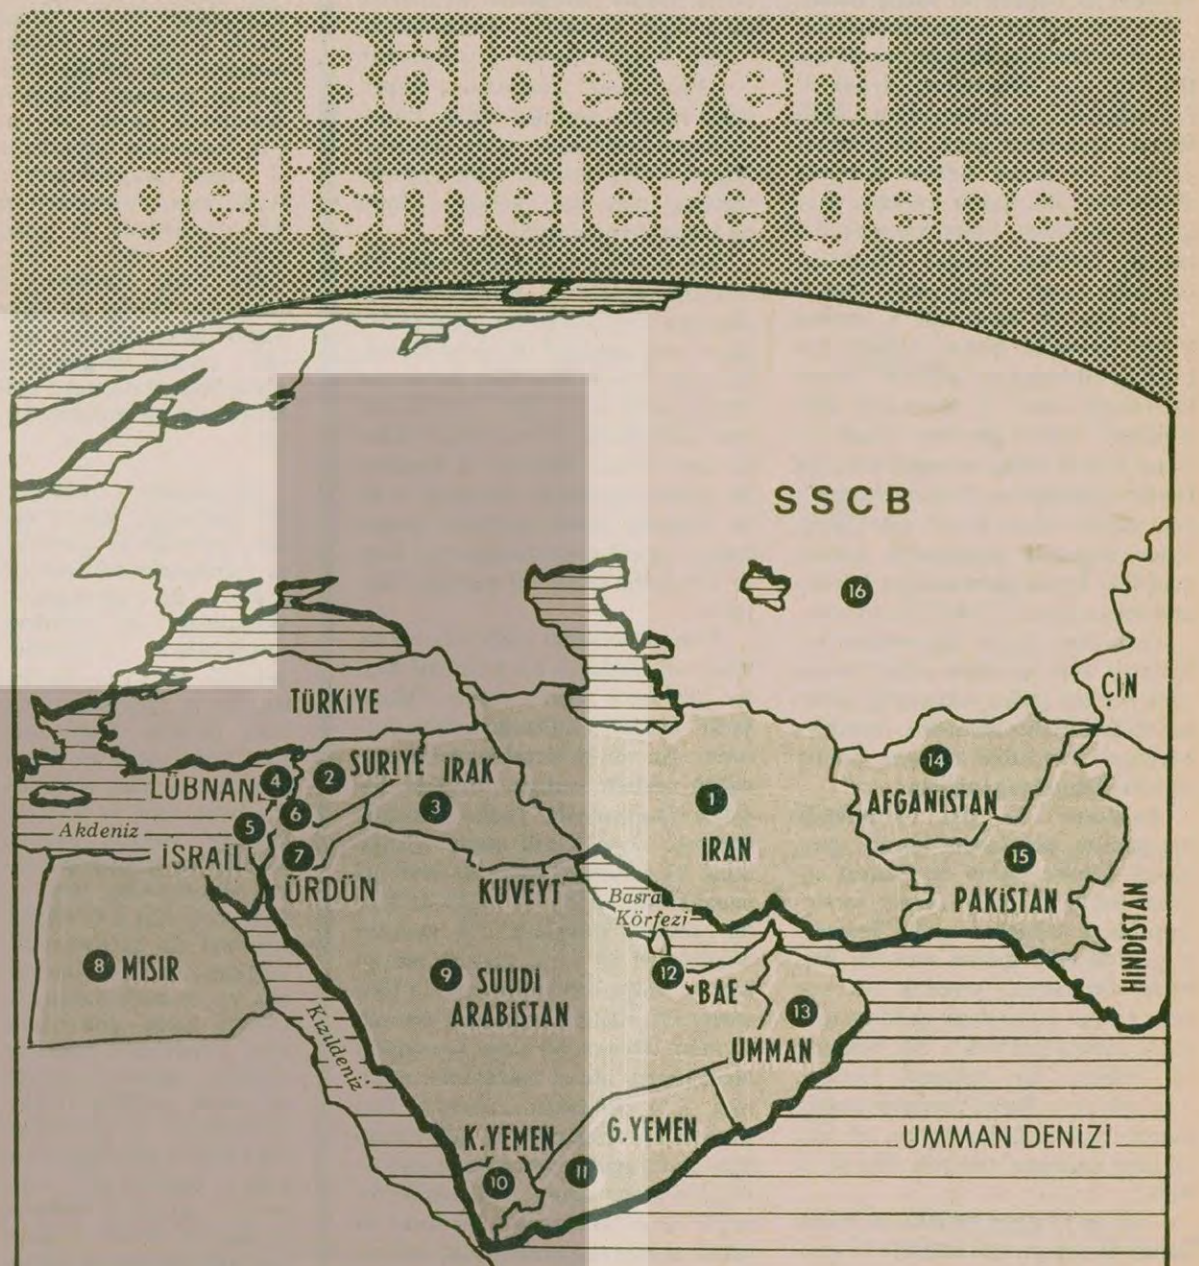 Bölge yeni
gelişmelere gebe
SSCB
16
ÇIN
TÜRKİYE
LÜBNAN
4
2
SURİYE
IRAK
14
AFGANİSTAN
1
İRAN
3
6
5
Akdeniz
İSRAİL
7
ÜRDÜN
KUVEYT
15
PAKİSTAN
HİNDİSTAN
Basra
Körfezi
8 MISIR
9 SUUDİ
ARABİSTAN
12
BAE
13
UMMAN
Kızıldeniz
K.YEMEN
G.YEMEN
10
11
UMMAN DENİZİ